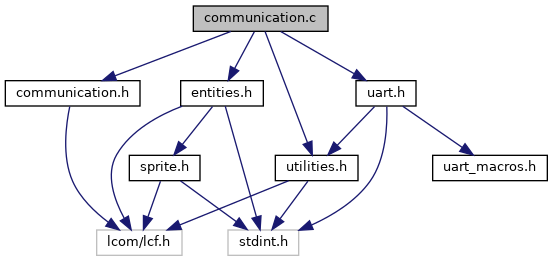 communication.c
communication.h
entities.h
uart.h
sprite.h
utilities.h
uart_macros.h
lcom/lcf.h
stdint.h